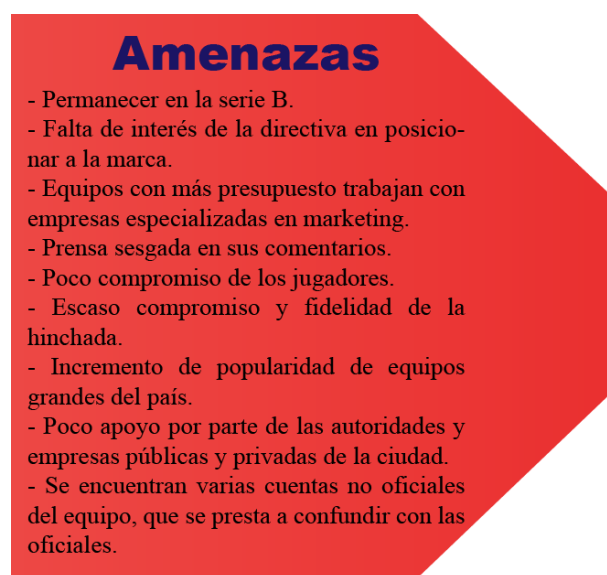 Amenazas
- Permanecer en la serie B.
- Falta de interés de la directiva en posicio-
nar a la marca.
- Equipos con más presupuesto trabajan con
empresas especializadas en marketing.
- Prensa sesgada en sus comentarios.
- Poco compromiso de los jugadores.
- Escaso compromiso y fidelidad de la
hinchada.
- Incremento de popularidad de equipos
grandes del país.
- Poco apoyo por parte de las autoridades y
empresas públicas y privadas de la ciudad.
- Se encuentran varias cuentas no oficiales
del equipo, que se presta a confundir con las
oficiales.